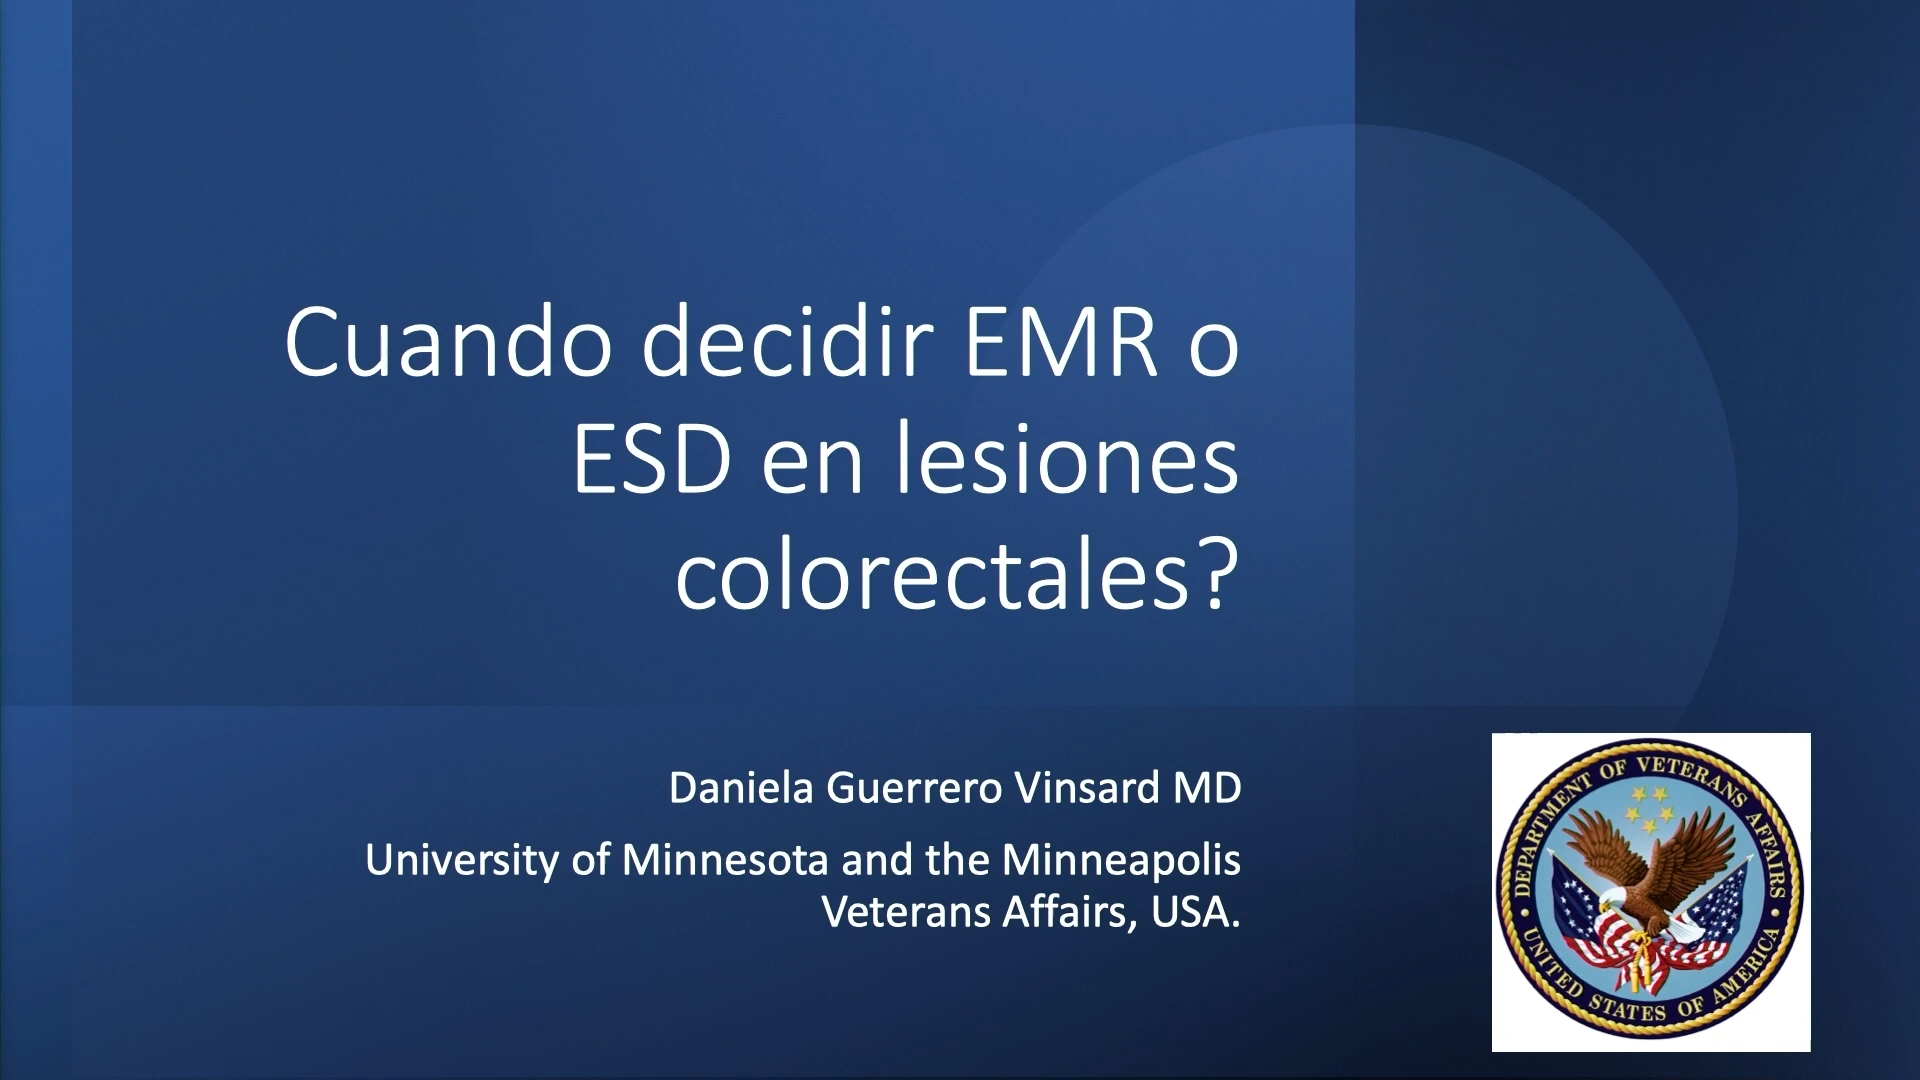 Cuando decidir EMR o
ESD en lesiones
colorectales?
Daniela Guerrero Vinsard MD
University of Minnesota and the Minneapolis
Veterans Affairs, USA.
DEPARTMENT OF VETERANS AFFAIRS
UNITED STATES OF AMERICA